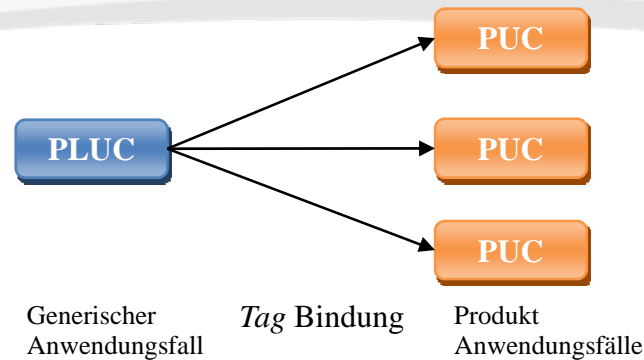 PUC
PLUC
PUC
PUC
Generischer
Anwendungsfall
Tag Bindung
Produkt
Anwendungsfälle